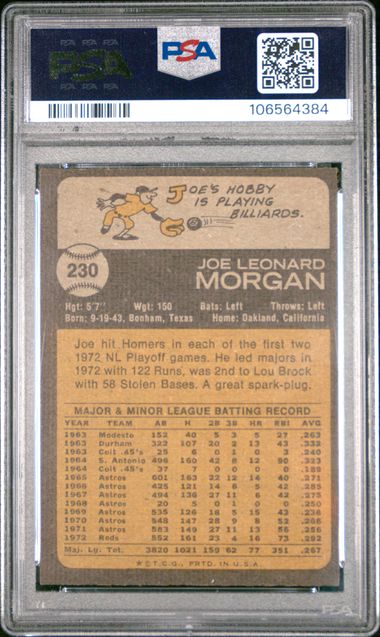 PSA PSA PSA
PSA
PSA
106564384
JOE'S HOBBY
IS PLAYING
BILLIARDS.
230
JOE LEONARD
MORGAN
Hgt: 5'7" Wgt: 150 Bats: Left Throws: Left
Born: 9-19-43, Bonham, Texas Home: Oakland, California
Joe hit Homers in each of the first two
1972 NL Playoff games. He led majors in
1972 with 122 Runs, was 2nd to Lou Brock
with 58 Stolen Bases. A great spark-plug.
MAJOR & MINOR LEAGUE BATTING RECORD
YEAR TEAM AB H 2B 3B HR RBI AVG
1963 Modesto 152 40 5 3 5 27 .263
1963 Durham 322 107 20 2 13 43 .332
1963 Colt .45's 25 6 0 1 0 3 .240
1964 S. Antonio 496 160 42 8 12 90 .323
1964 Colt .45's 37 7 0 0 0 0 .189
1965 Astros 601 163 22 12 14 40 .271
1966 Astros 425 121 14 8 5 42 .285
1967 Astros 494 136 27 11 6 42 .275
1968 Astros 20 5 0 1 0 0 .250
1969 Astros 535 126 18 5 15 43 .236
1970 Astros 548 147 28 9 8 52 .268
1971 Astros 583 149 27 11 13 56 .256
1972 Reds 552 161 23 4 16 73 .292
Maj. Lg. Tot. 3820 1021 159 62 77 351 .267
★©T.C.G., PRTD. IN U.S.A.